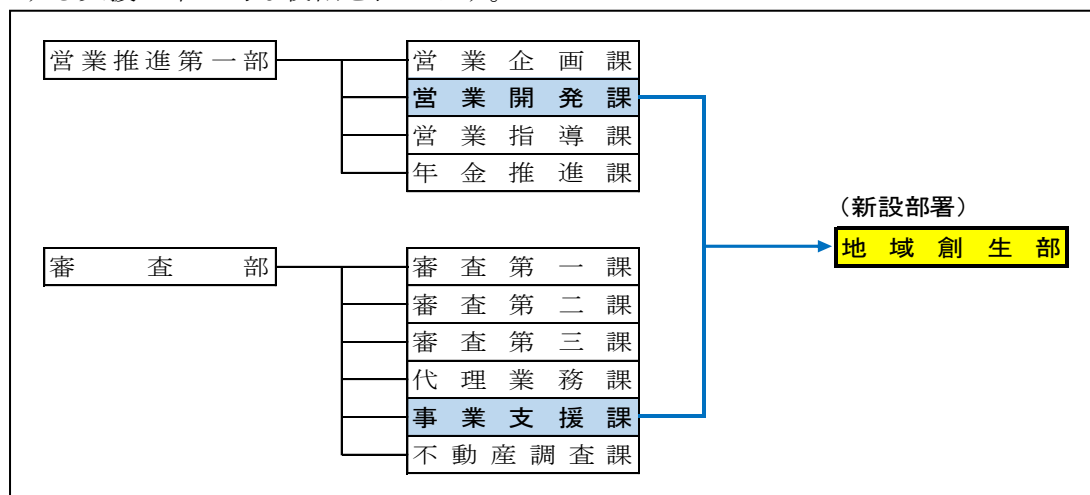 営業推進第一部
営業企画課
営業開発課
営業指導課
年金推進課
(新設部署)
地域創生部
審査部
審査第一課
審査第二課
審査第三課
代理業務課
事業支援課
不動産調査課